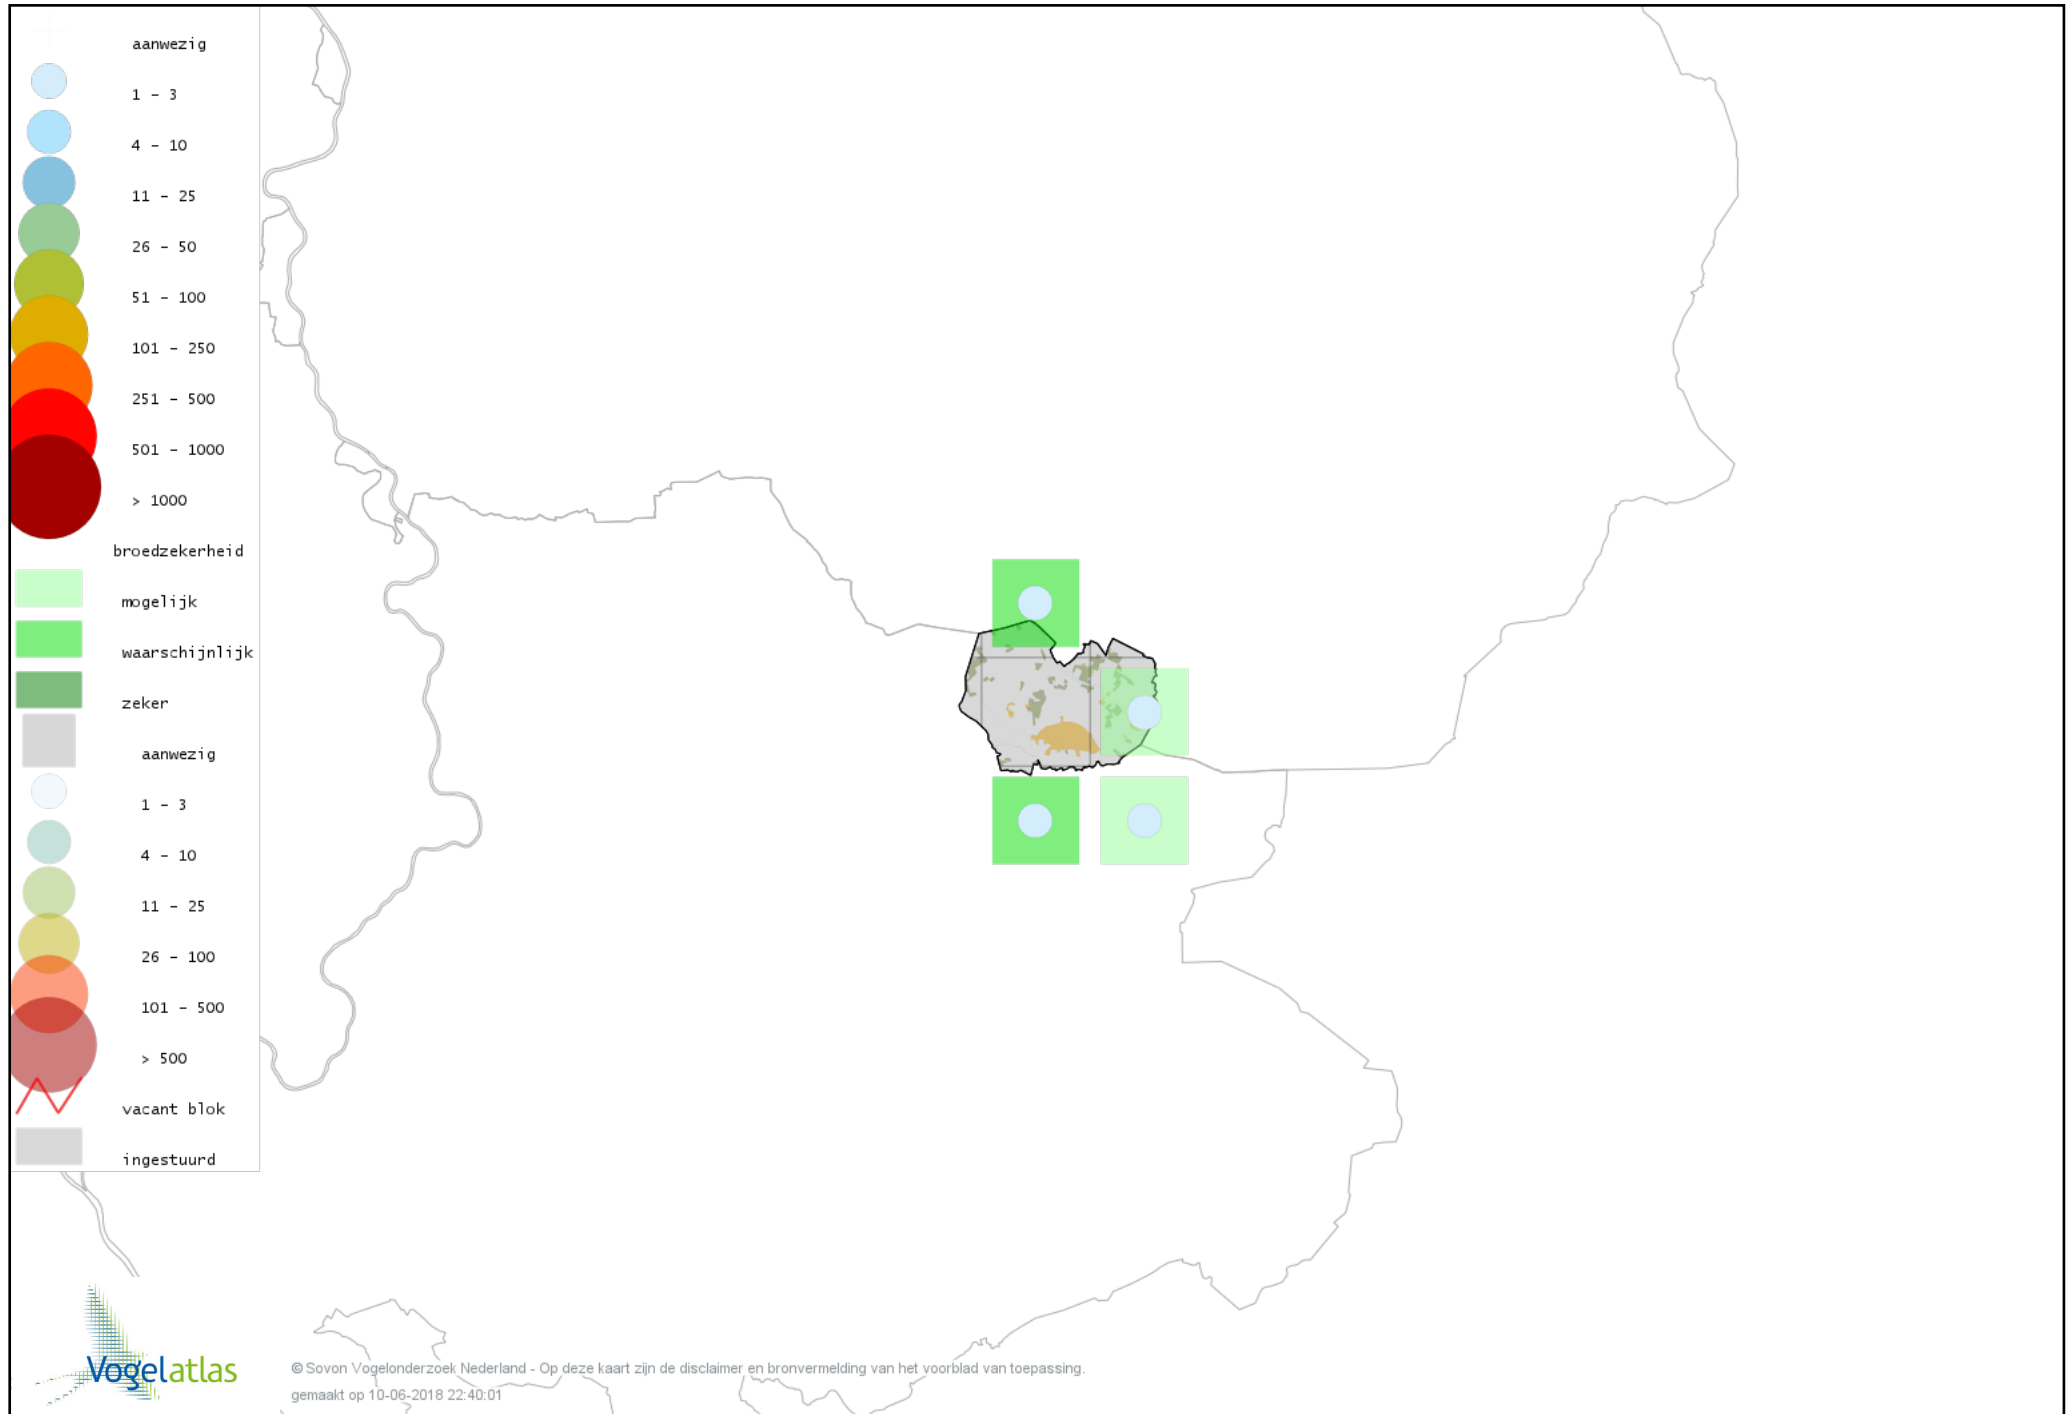 aanwezig
1 - 3
4 - 10
11 - 25
26 - 50
51 - 100
101 - 250
251 - 500
501 - 1000
> 1000
broedzekerheid
mogelijk
waarschijnlijk
zeker
aanwezig
1 - 3
4 - 10
11 - 25
26 - 100
101 - 500
> 500
vacant blok
ingestuurd
Vogelatlas
© Sovon Vogelonderzoek Nederland - Op deze kaart zijn de disclaimer en bronvermelding van het voorblad van toepassing.
gemaakt op 10-06-2018 22:40:01